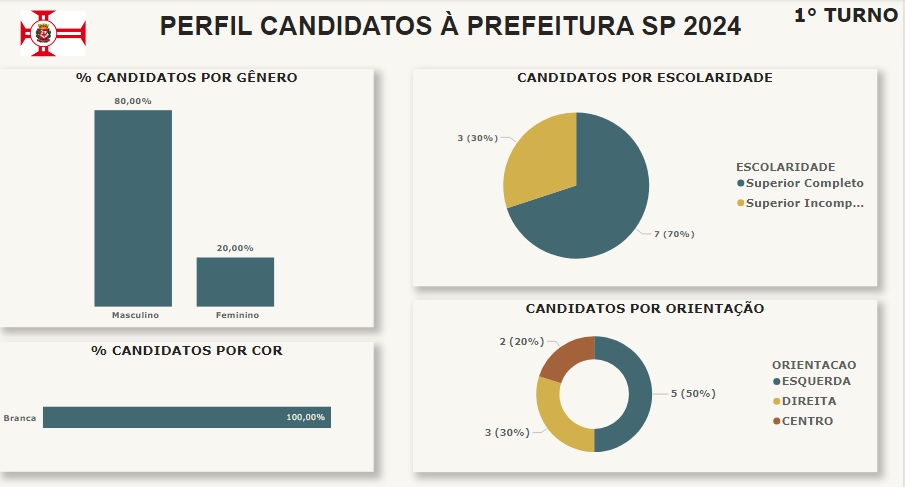 PERFIL CANDIDATOS À PREFEITURA SP 2024
1° TURNO
% CANDIDATOS POR GÊNERO
80,00%
20,00%
Masculino
Feminino
% CANDIDATOS POR COR
Branca
100,00%
CANDIDATOS POR ESCOLARIDADE
3 (30%)
7 (70%)
ESCOLARIDADE
Superior Completo
Superior Incomp...
CANDIDATOS POR ORIENTAÇÃO
2 (20%)
5 (50%)
3 (30%)
ORIENTACAO
ESQUERDA
DIREITA
CENTRO